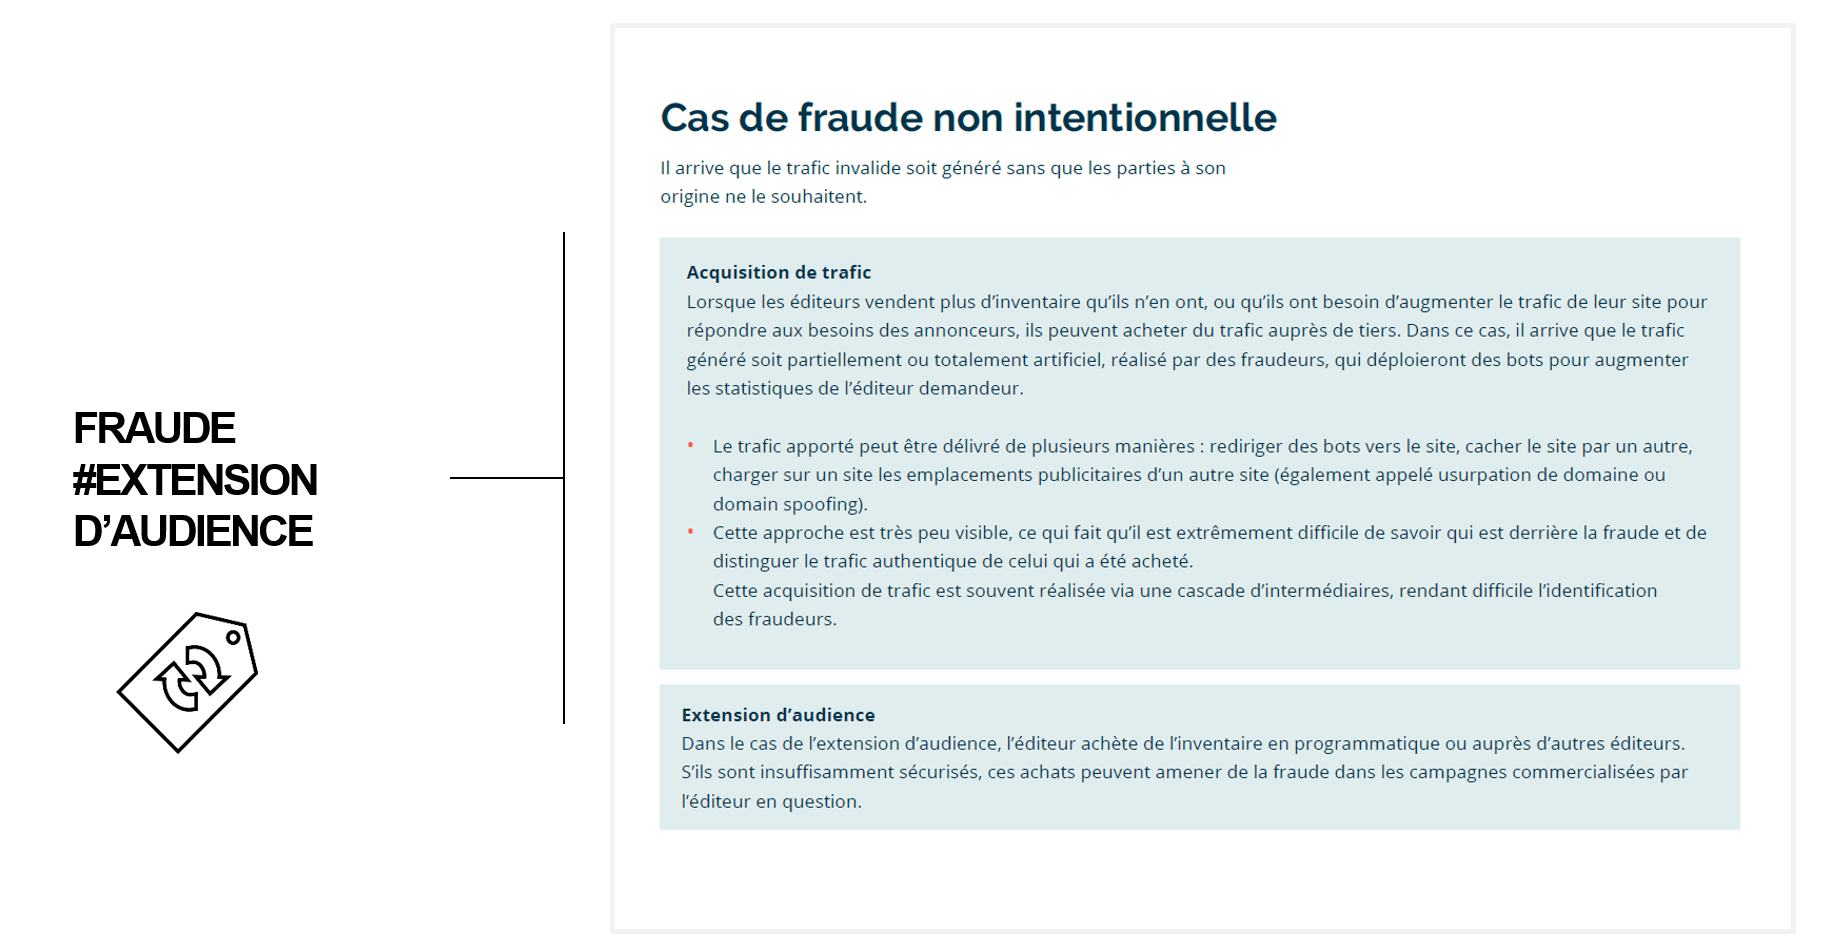 FRAUDE
#EXTENSION
D’AUDIENCE
Cas de fraude non intentionnelle
Il arrive que le trafic invalide soit généré sans que les parties à son
origine ne le souhaitent.
Acquisition de trafic
Lorsque les éditeurs vendent plus d’inventaire qu’ils n’en ont, ou qu’ils ont besoin d’augmenter le trafic de leur site pour
répondre aux besoins des annonceurs, ils peuvent acheter du trafic auprès de tiers. Dans ce cas, il arrive que le trafic
généré soit partiellement ou totalement artificiel, réalisé par des fraudeurs, qui déploieront des bots pour augmenter
les statistiques de l’éditeur demandeur.
• Le trafic apporté peut être délivré de plusieurs manières : rediriger des bots vers le site, cacher le site par un autre,
charger sur un site les emplacements publicitaires d’un autre site (également appelé usurpation de domaine ou
domain spoofing).
• Cette approche est très peu visible, ce qui fait qu’il est extrêmement difficile de savoir qui est derrière la fraude et de
distinguer le trafic authentique de celui qui a été acheté.
Cette acquisition de trafic est souvent réalisée via une cascade d’intermédiaires, rendant difficile l’identification
des fraudeurs.
Extension d’audience
Dans le cas de l’extension d’audience, l’éditeur achète de l’inventaire en programmatique ou auprès d’autres éditeurs.
S’ils sont insuffisamment sécurisés, ces achats peuvent amener de la fraude dans les campagnes commercialisées par
l’éditeur en question.